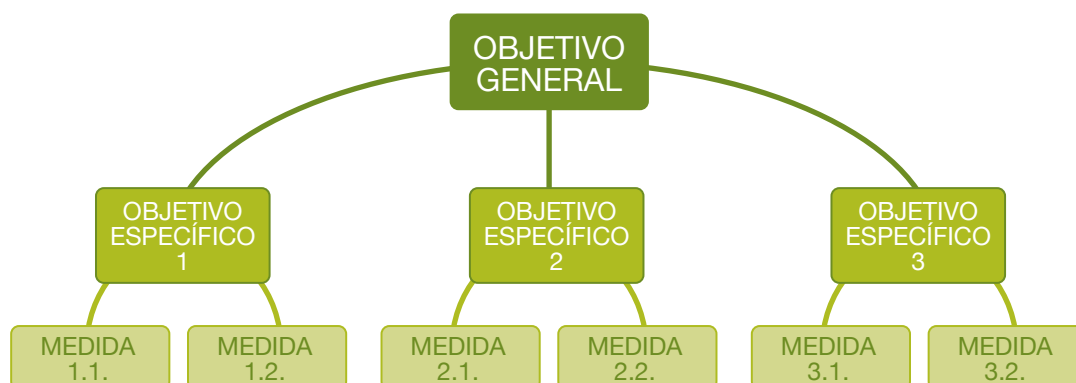 OBJETIVO
GENERAL
OBJETIVO
ESPECÍFICO
1
OBJETIVO
ESPECÍFICO
2
OBJETIVO
ESPECÍFICO
3
MEDIDA
1.1.
MEDIDA
1.2.
MEDIDA
2.1.
MEDIDA
2.2.
MEDIDA
3.1.
MEDIDA
3.2.